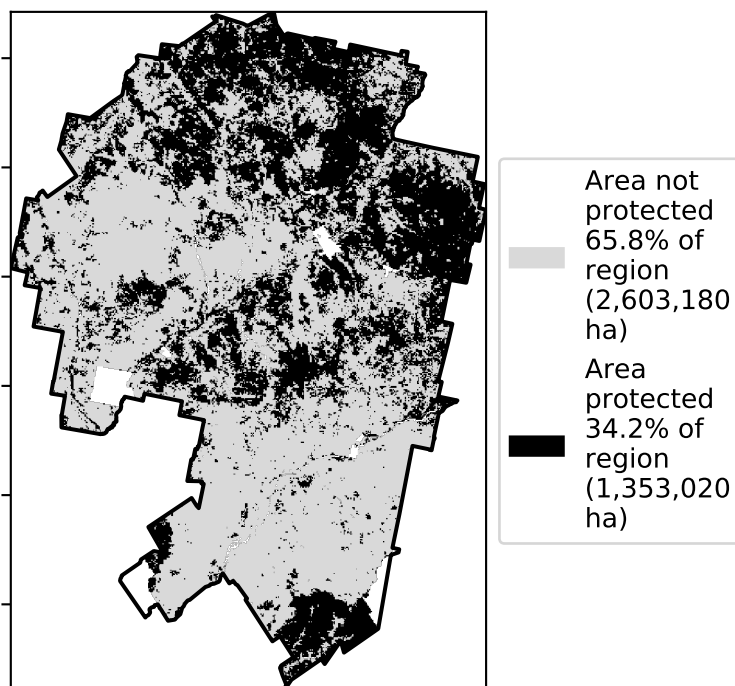 Area not
protected
65.8% of
region
(2,603,180
ha)
Area
protected
34.2% of
region
(1,353,020
ha)